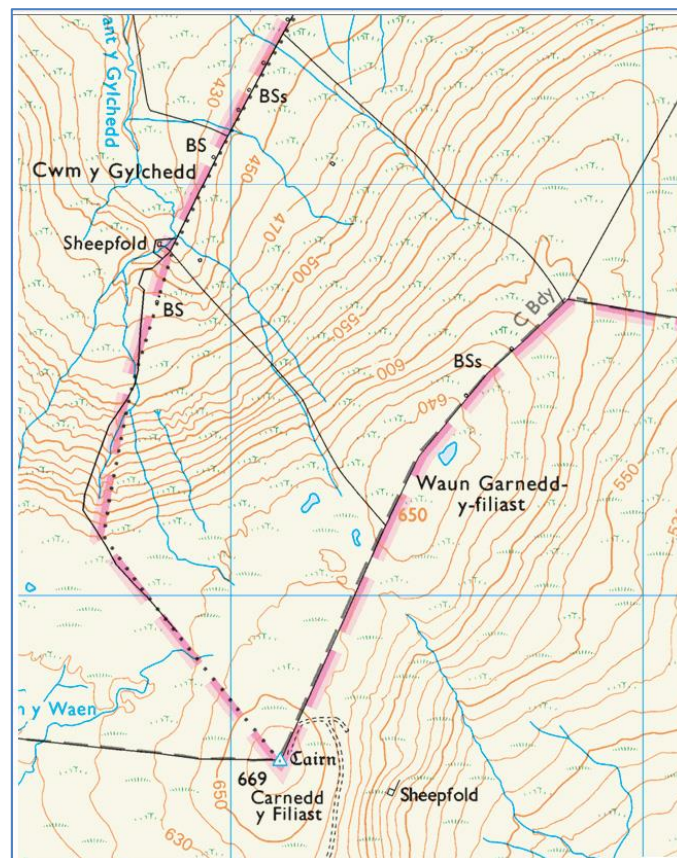 ant y Gylchedd
430
BSs
BS
Cwm y Gylchedd
450
470
Sheepfold
500
C Bdy
BS
550
600
BSs
640
Waun Garnedd-
y-filiast
550
650
n y Waen
Cairn
669
Carnedd
y Filiast
Sheepfold
650
630